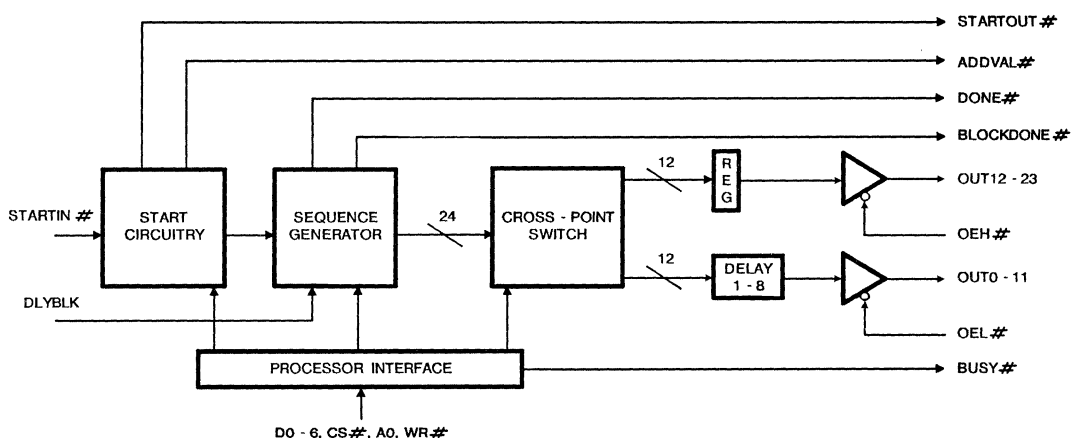 STARTOUT#
ADDVAL#
DONE#
BLOCKDONE#
12
REG
OUT12 - 23
STARTIN #
START
CIRCUITRY
SEQUENCE
GENERATOR
24
CROSS - POINT
SWITCH
OEH#
12
DELAY
1 - 8
OUT0 - 11
DLYBLK
OEL#
PROCESSOR INTERFACE
BUSY#
D0 - 6, CS#, A0, WR#